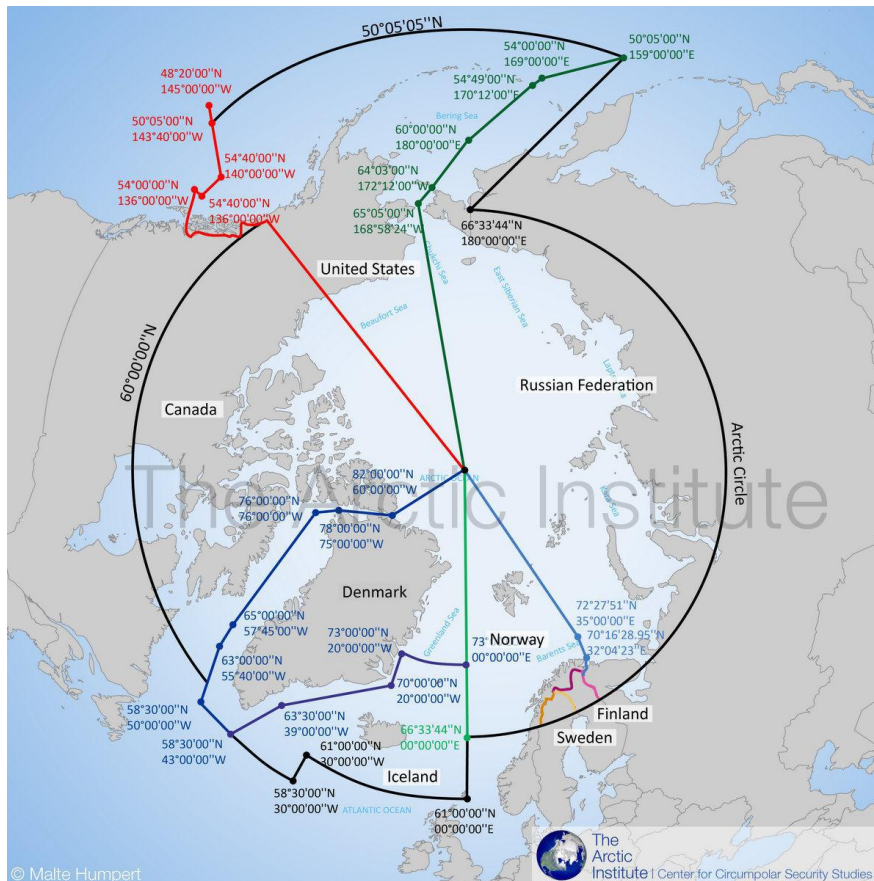 50°05'05''N
48°20'00''N
145°00'00''W
50°05'00''N
143°40'00''W
54°40'00''N
140°00'00''W
54°00'00''N
136°00'00''W
54°40'00''N
136°00'00''W
54°00'00''N
169°00'00''E
50°05'00''N
159°00'00''E
54°49'00''N
170°12'00''E
Bering Sea
60°00'00''N
180°00'00''E
64°03'00''N
172°12'00''W
65°05'00''N
168°58'24''W
66°33'44''N
180°00'00''E
United States
Chukchi Sea
East Siberian Sea
Beaufort Sea
60°00'00''N
Canada
Russian Federation
Arctic Circle
The Arctic Institute
ARCTIC OCEAN
Kara Sea
82°00'00''N
60°00'00''W
76°00'00''N
76°00'00''W
78°00'00''N
75°00'00''W
Denmark
Greenland Sea
Norway
Barents Sea
72°27'51''N
35°00'00''E
70°16'28.95''N
32°04'23''E
65°00'00''N
57°45'00''W
63°00'00''N
55°40'00''W
73°00'00''N
20°00'00''W
73°
00°00'00''E
70°00'00''N
20°00'00''W
58°30'00''N
50°00'00''W
63°30'00''N
39°00'00''W
58°30'00''N
43°00'00''W
66°33'44''N
00°00'00''E
Finland
Sweden
61°00'00''N
30°00'00''W
Iceland
58°30'00''N
30°00'00''W
ATLANTIC OCEAN
61°00'00''N
00°00'00''E
© Malte Humpert
The
Arctic
Institute | Center for Circumpolar Security Studies